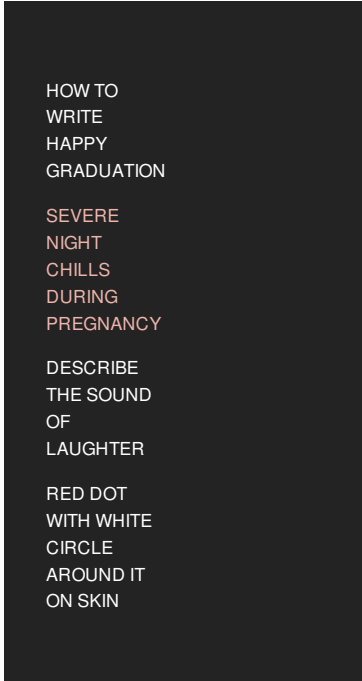 HOW TO
WRITE
HAPPY
GRADUATION
SEVERE
NIGHT
CHILLS
DURING
PREGNANCY
DESCRIBE
THE SOUND
OF
LAUGHTER
RED DOT
WITH WHITE
CIRCLE
AROUND IT
ON SKIN